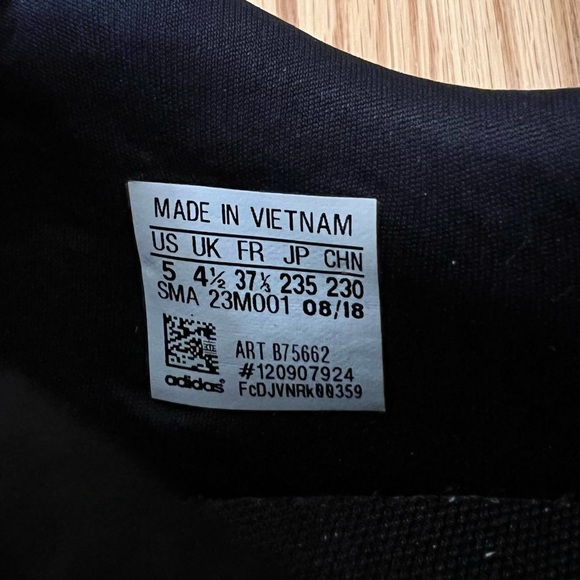 MADE IN VIETNAM
US UK FR JP CHN
5 4½ 37⅓ 235 230
SMA 23M001 08/18
ART B75662
#120907924
adidas FcDJVNRk00359